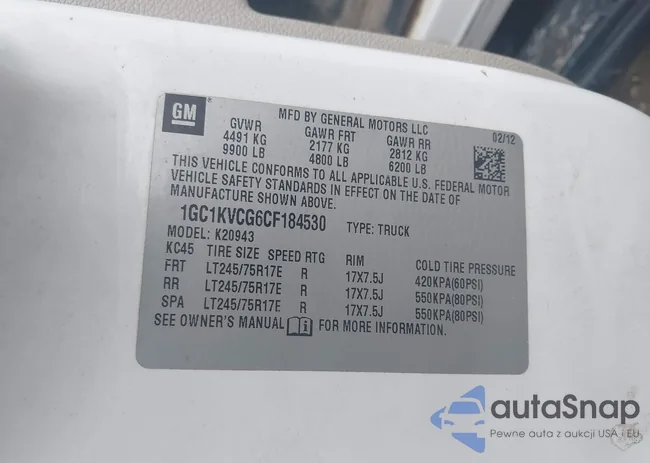 GM
MFD BY GENERAL MOTORS LLC
02/12
GVWR GAWR FRT GAWR RR
4491 KG 2177 KG 2812 KG
9900 LB 4800 LB 6200 LB
THIS VEHICLE CONFORMS TO ALL APPLICABLE U.S. FEDERAL MOTOR
VEHICLE SAFETY STANDARDS IN EFFECT ON THE DATE OF
MANUFACTURE SHOWN ABOVE.
1GC1KVCG6CF184530 TYPE: TRUCK
MODEL: K20943
KC45 TIRE SIZE SPEED RTG RIM COLD TIRE PRESSURE
FRT LT245/75R17E R 17X7.5J 420KPA(60PSI)
RR LT245/75R17E R 17X7.5J 550KPA(80PSI)
SPA LT245/75R17E R 17X7.5J 550KPA(80PSI)
SEE OWNER'S MANUAL FOR MORE INFORMATION.
autaSnap
Pewne auta z aukcji USA i EU